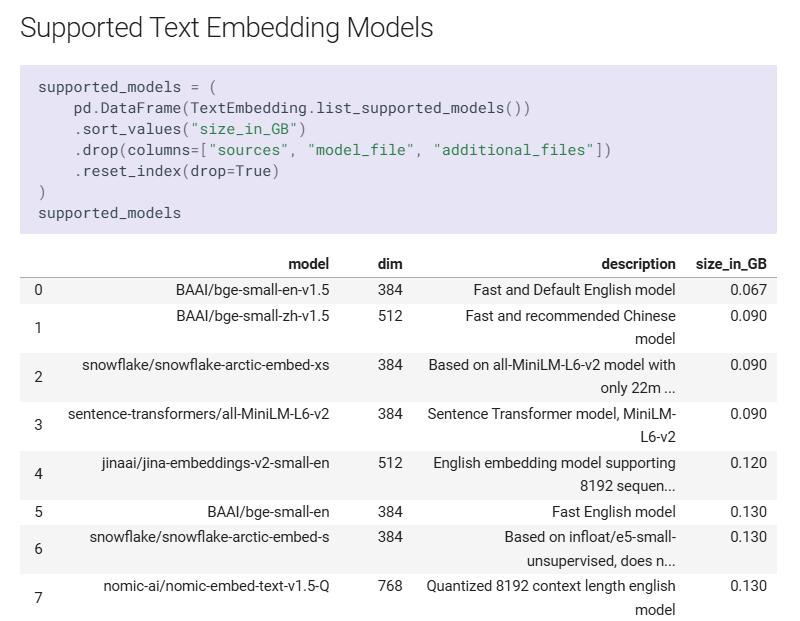 Supported Text Embedding Models
supported_models = (
    pd.DataFrame(TextEmbedding.list_supported_models())
    .sort_values("size_in_GB")
    .drop(columns=["sources", "model_file", "additional_files"])
    .reset_index(drop=True)
)
supported_models
model dim description size_in_GB
0 BAAI/bge-small-en-v1.5 384 Fast and Default English model 0.067
1 BAAI/bge-small-zh-v1.5 512 Fast and recommended Chinese 0.090
model
2 snowflake/snowflake-arctic-embed-xs 384 Based on all-MiniLM-L6-v2 model with 0.090
only 22m ...
3 sentence-transformers/all-MiniLM-L6-v2 384 Sentence Transformer model, MiniLM- 0.090
L6-v2
4 jinaai/jina-embeddings-v2-small-en 512 English embedding model supporting 0.120
8192 sequen...
5 BAAI/bge-small-en 384 Fast English model 0.130
6 snowflake/snowflake-arctic-embed-s 384 Based on infloat/e5-small- 0.130
unsupervised, does n...
7 nomic-ai/nomic-embed-text-v1.5-Q 768 Quantized 8192 context length english 0.130
model